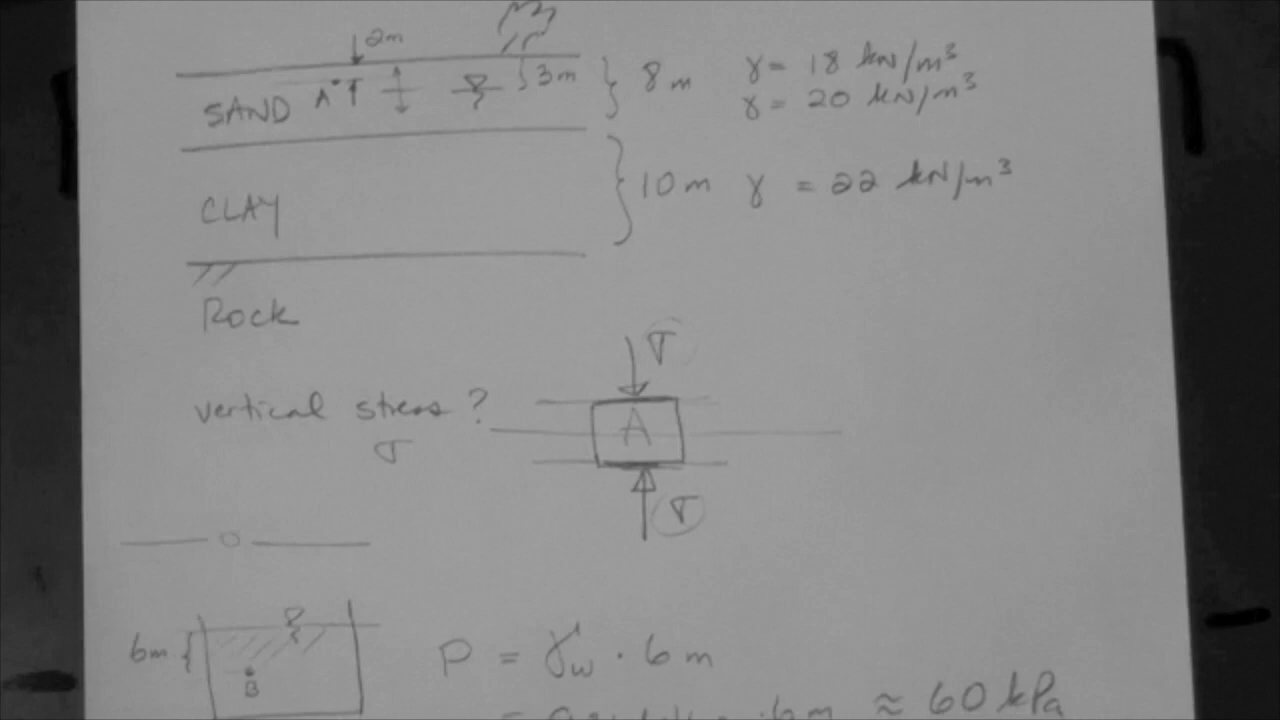 2m
3m } 8m γ = 18 kN/m³
SAND A γ = 20 kN/m³
CLAY } 10m γ = 22 kN/m³
Rock
σ
vertical stress?
A
σ
σ
6m {
B
P = γw · 6m
· 6m ≈ 60 kPa